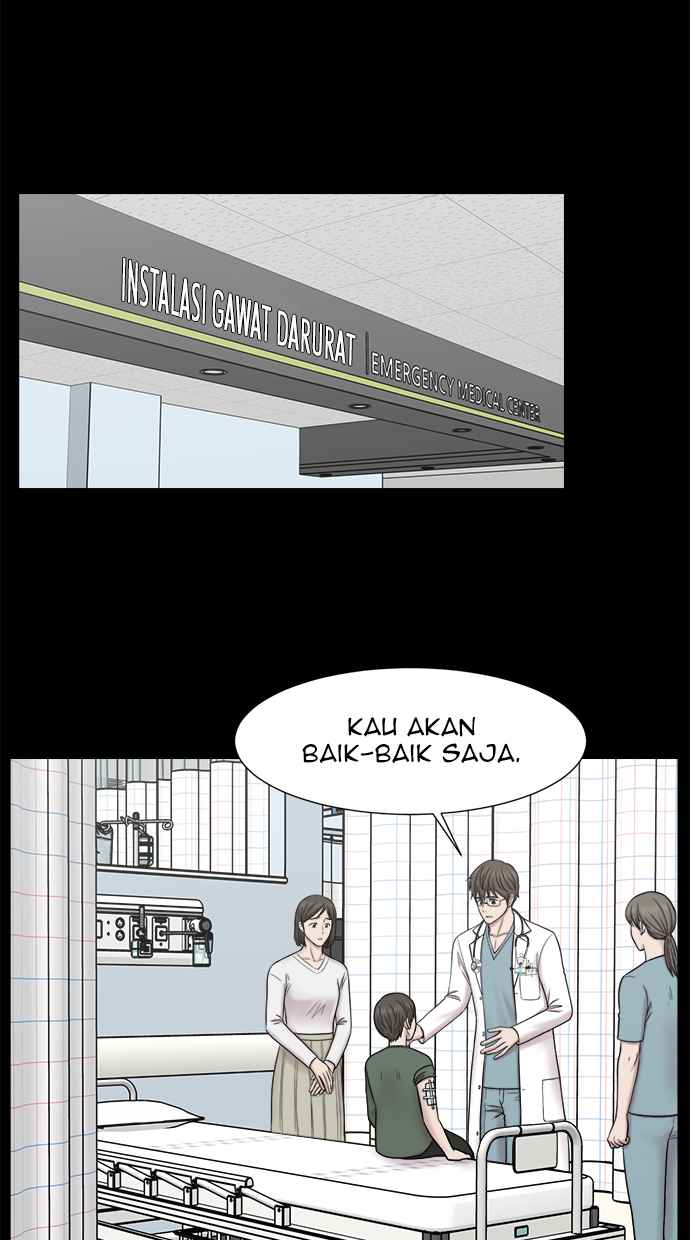 INSTALASI GAWAT DARURAT | EMERGENCY MEDICAL CENTER
KAU AKAN
BAIK-BAIK SAJA.